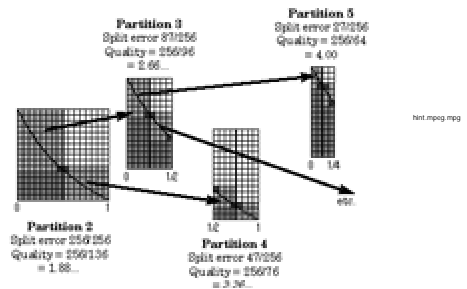 Partition 3
Split error 87/256
Quality = 256/96
= 2.66...
Partition 5
Split error 27/256
Quality = 256/64
= 4.00
hint.mpog.mpg
0
1/2
0
1/4
0
1
etc.
1/2
1
Partition 2
Split error 256/256
Quality = 256/136
= 1.88...
Partition 4
Split error 47/256
Quality = 256/76
= 3.36...